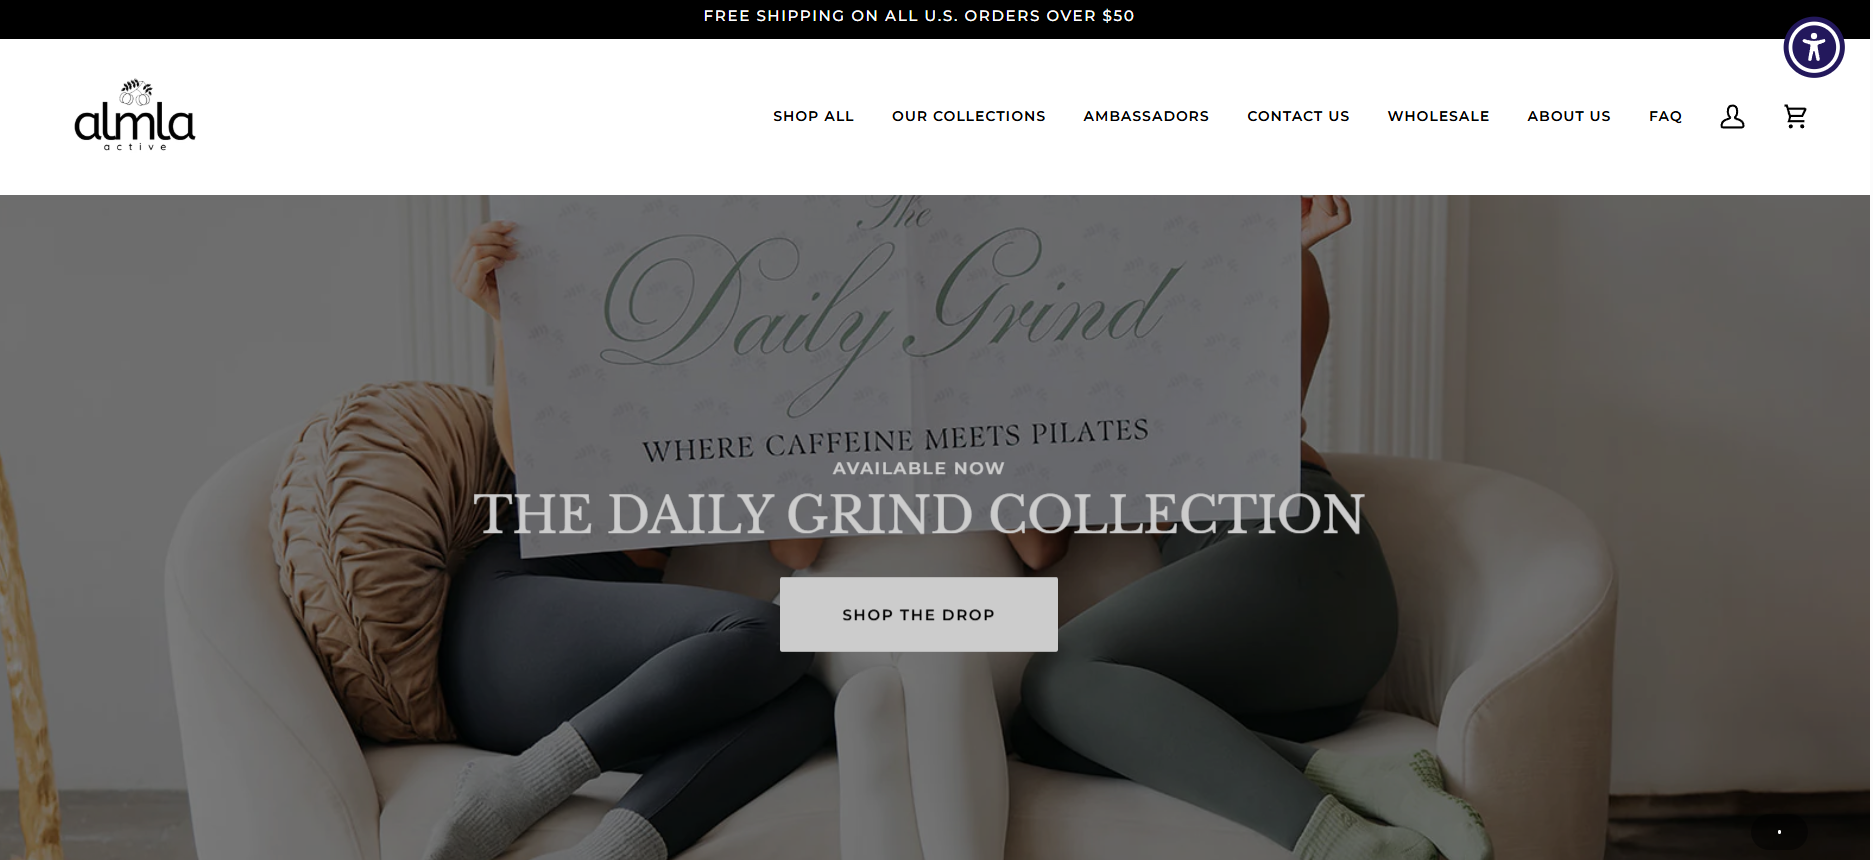 FREE SHIPPING ON ALL U.S. ORDERS OVER $50
almla
active
SHOP ALL OUR COLLECTIONS AMBASSADORS CONTACT US WHOLESALE ABOUT US FAQ
The
Daily Grind
WHERE CAFFEINE MEETS PILATES
AVAILABLE NOW
THE DAILY GRIND COLLECTION
SHOP THE DROP